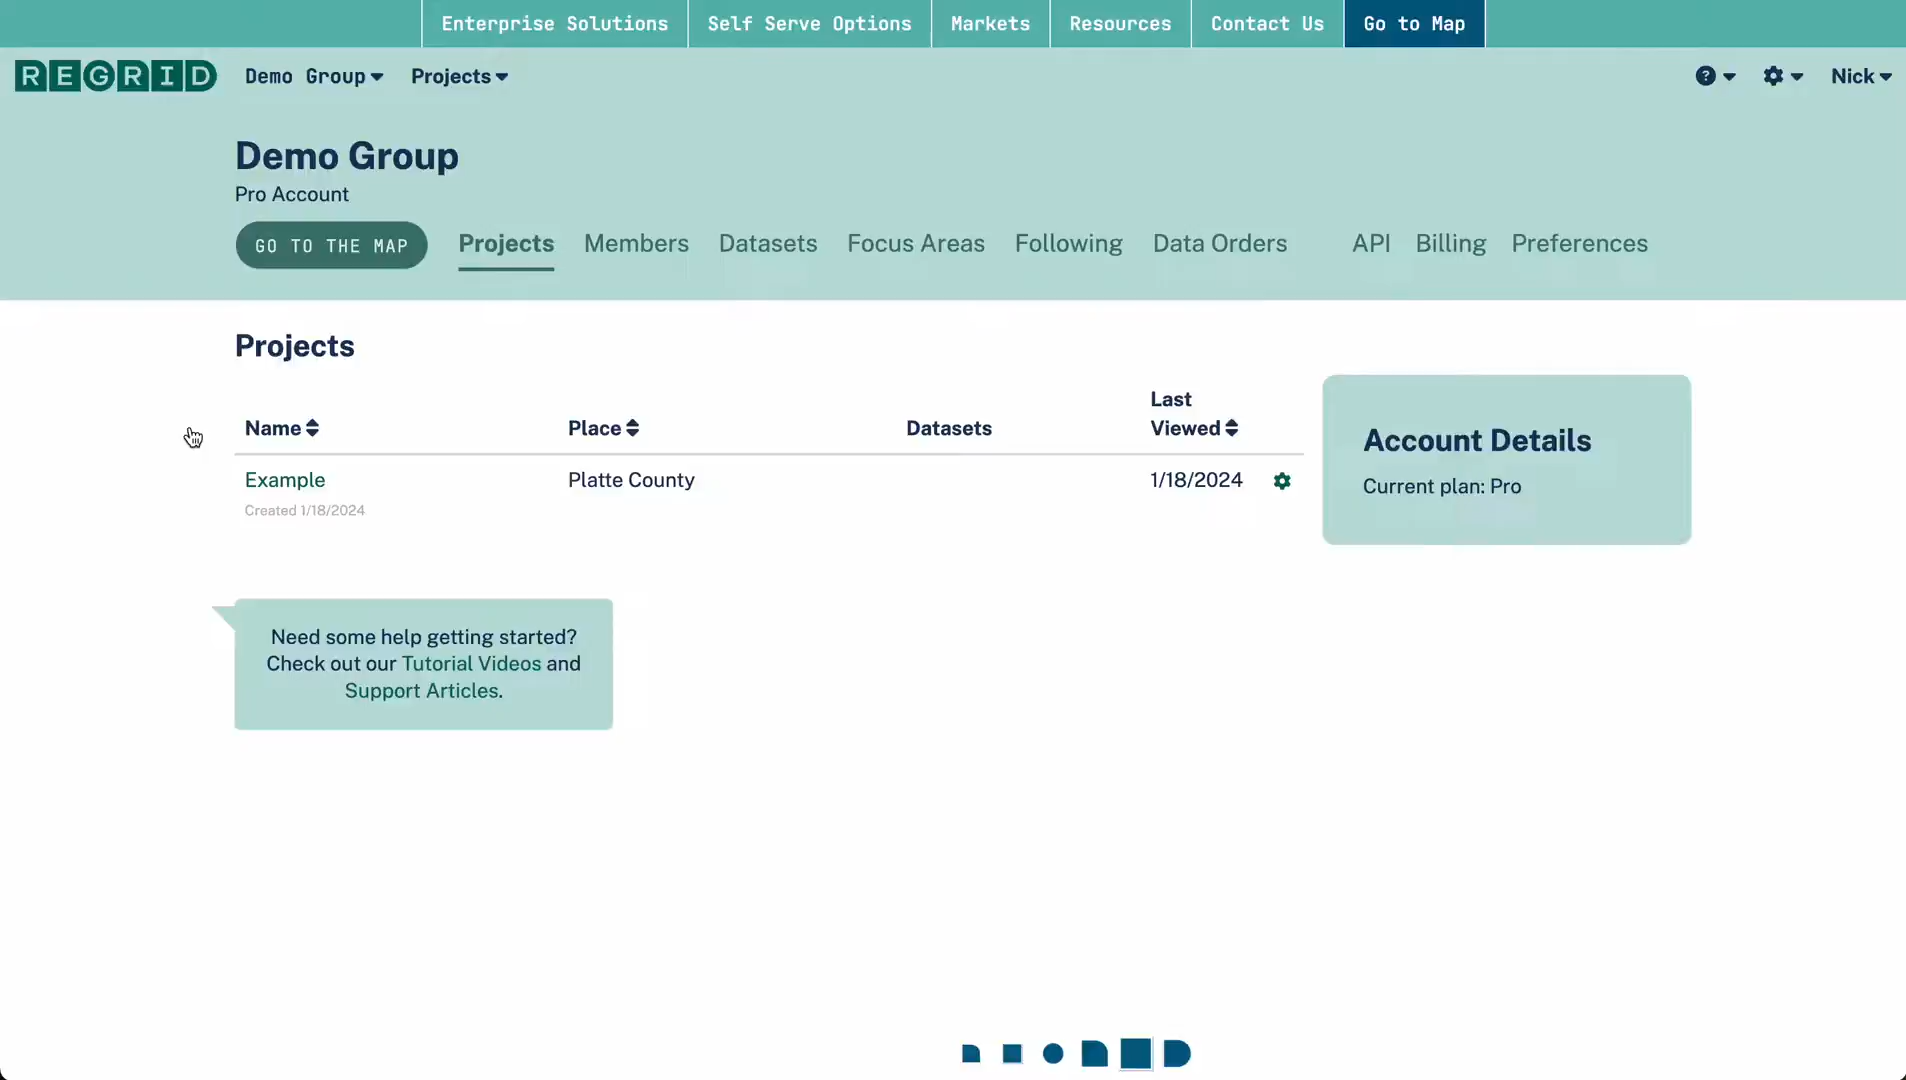 Enterprise Solutions Self Serve Options Markets Resources Contact Us Go to Map
REGRID Demo Group Projects ? Nick
Demo Group
Pro Account
GO TO THE MAP Projects Members Datasets Focus Areas Following Data Orders API Billing Preferences
Projects
Name Place Datasets Last Viewed
Example Platte County 1/18/2024
Created 1/18/2024
Account Details
Current plan: Pro
Need some help getting started?
Check out our Tutorial Videos and
Support Articles.